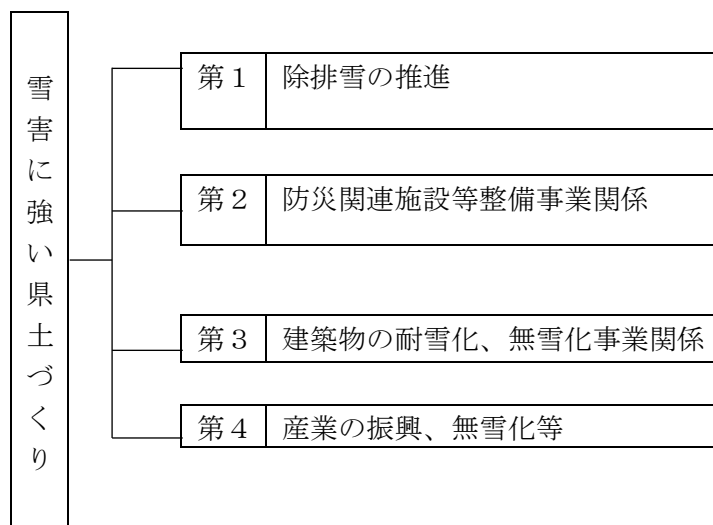 雪害に強い県土づくり
第１ 除排雪の推進
第２ 防災関連施設等整備事業関係
第３ 建築物の耐雪化、無雪化事業関係
第４ 産業の振興、無雪化等